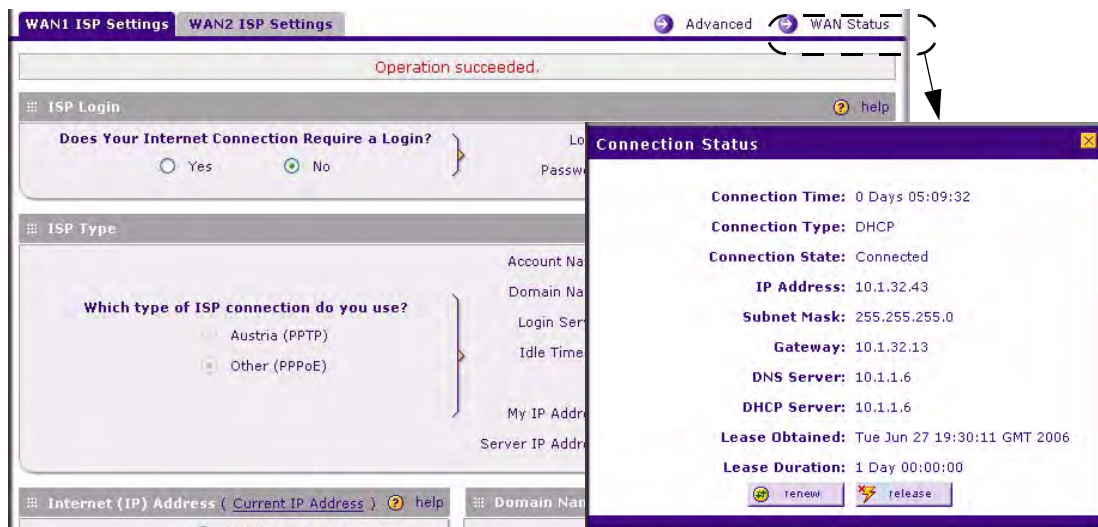 WAN1 ISP Settings WAN2 ISP Settings Advanced WAN Status
Operation succeeded.
ISP Login help
Does Your Internet Connection Require a Login?
Yes No
Lo
Passw
ISP Type
Which type of ISP connection do you use?
Austria (PPTP)
Other (PPPoE)
Account Na
Domain Na
Login Ser
Idle Time
My IP Addr
Server IP Addr
Internet (IP) Address ( Current IP Address ) help
Domain Nam
Connection Status
Connection Time: 0 Days 05:09:32
Connection Type: DHCP
Connection State: Connected
IP Address: 10.1.32.43
Subnet Mask: 255.255.255.0
Gateway: 10.1.32.13
DNS Server: 10.1.1.6
DHCP Server: 10.1.1.6
Lease Obtained: Tue Jun 27 19:30:11 GMT 2006
Lease Duration: 1 Day 00:00:00
renew release